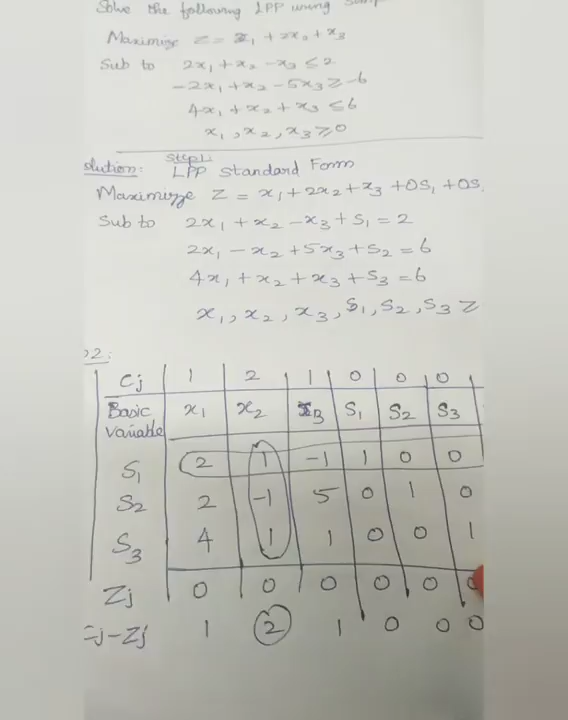 Solve the following LPP using
Maximize Z = x₁ + 2x₂ + x₃
Sub to 2x₁ + x₂ - x₃ ≤ 2
-2x₁ + x₂ - 5x₃ ≥ -6
4x₁ + x₂ + x₃ ≤ 6
x₁, x₂, x₃ ≥ 0
Step1:
olution: LPP Standard Form
Maximize Z = x₁ + 2x₂ + x₃ + 0S₁ + 0S
Sub to 2x₁ + x₂ - x₃ + S₁ = 2
2x₁ - x₂ + 5x₃ + S₂ = 6
4x₁ + x₂ + x₃ + S₃ = 6
x₁, x₂, x₃, S₁, S₂, S₃ ≥
2:
Cj 1 2 1 0 0 0
Basic Variable x₁ x₂ x₃ S₁ S₂ S₃
S₁ 2 1 -1 1 0 0
S₂ 2 -1 5 0 1 0
S₃ 4 1 1 0 0 1
Zj 0 0 0 0 0 0
Cj-Zj 1 2 1 0 0 0